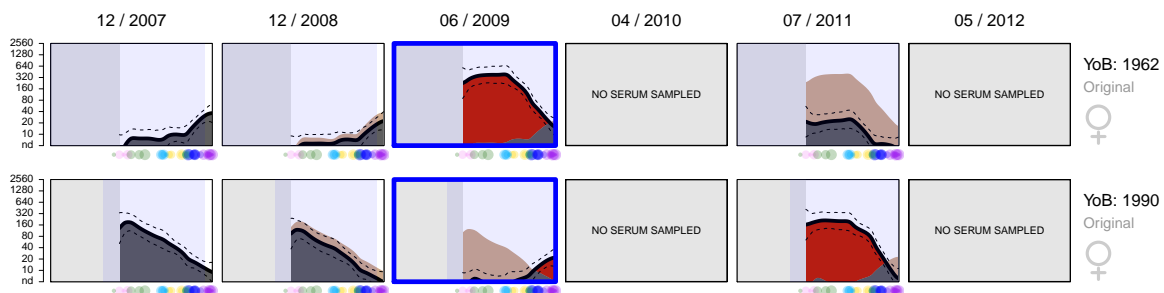 12 / 2007
12 / 2008
06 / 2009
04 / 2010
07 / 2011
05 / 2012
2560
1280
640
320
160
80
40
20
10
nd
NO SERUM SAMPLED
NO SERUM SAMPLED
YoB: 1962
Original
2560
1280
640
320
160
80
40
20
10
nd
NO SERUM SAMPLED
NO SERUM SAMPLED
YoB: 1990
Original